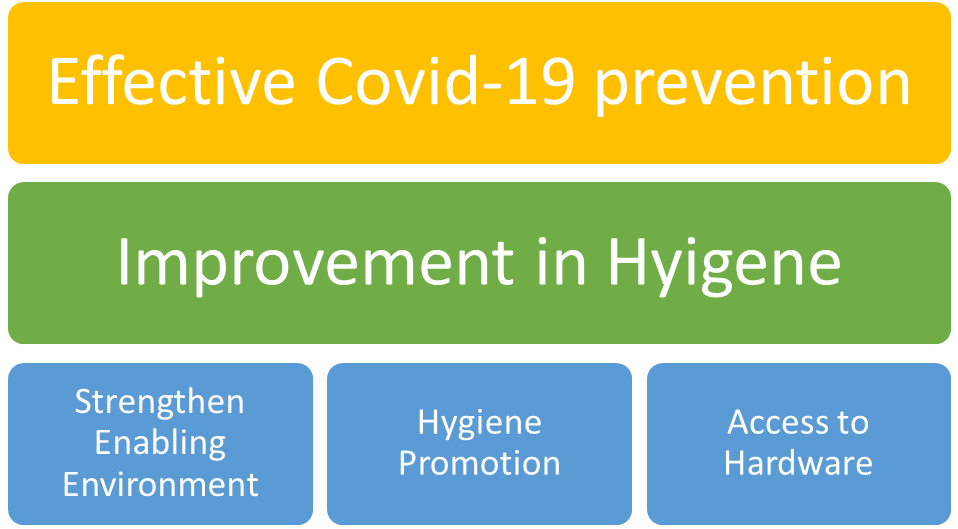 Effective Covid-19 prevention
Improvement in Hyigene
Strengthen
Enabling
Environment
Hygiene
Promotion
Access to
Hardware